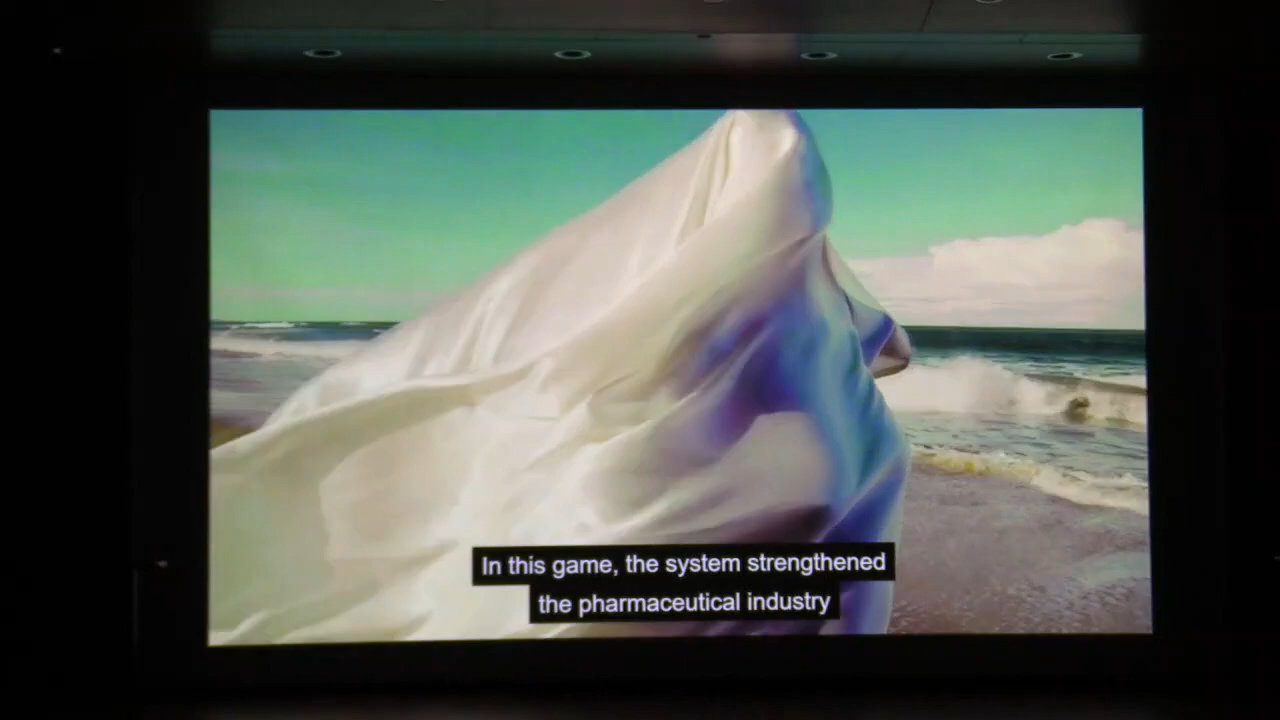 In this game, the system strengthened
the pharmaceutical industry